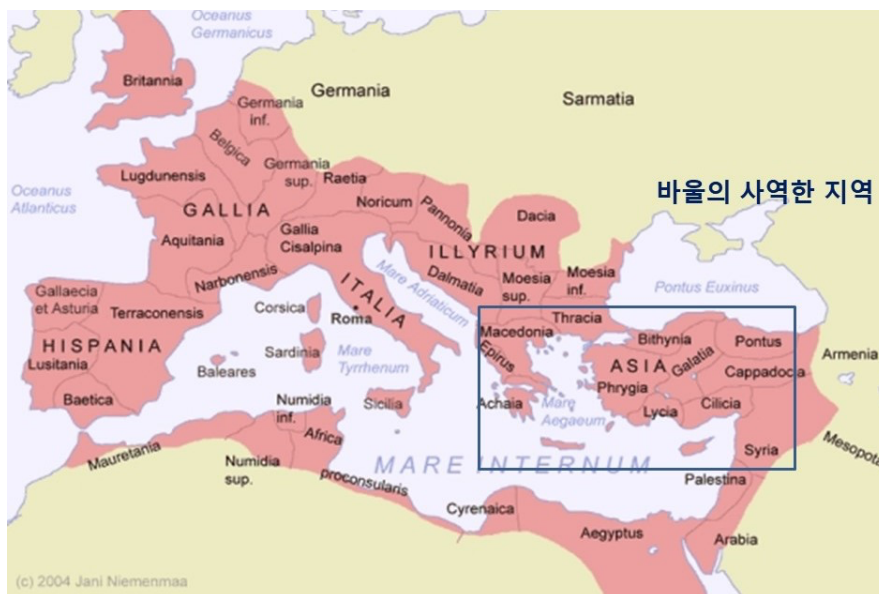 Oceanus
Germanicus
Britannia
Germania
Sarmatia
Germania
inf.
Belgica
Lugdunensis
Germania
sup.
Raetia
Oceanus
Atlanticus
바울의 사역한 지역
Noricum
Pannonia
GALLIA
Dacia
Aquitania
Gallia
Cisalpina
ILLYRIUM
Narbonensis
Mare Adriaticum
Dalmatia
Moesia
sup.
Moesia
inf.
Pontus Euxinus
Gallaecia
et Asturia
Terraconensis
Corsica
ITALIA
Roma
Thracia
Macedonia
Bithynia
Pontus
HISPANIA
Lusitania
Sardinia
Mare
Tyrrhenum
Epirus
ASIA
Galatia
Armenia
Baleares
Phrygia
Cappadocia
Baetica
Numidia
inf.
Sicilia
Achaia
Mare
Aegaeum
Lycia
Cilicia
Africa
Mauretania
Numidia
sup.
proconsularis
MARE INTERNUM
Syria
Mesopota
Palestina
Cyrenaica
Aegyptus
Arabia
(c) 2004 Jani Niemenmaa